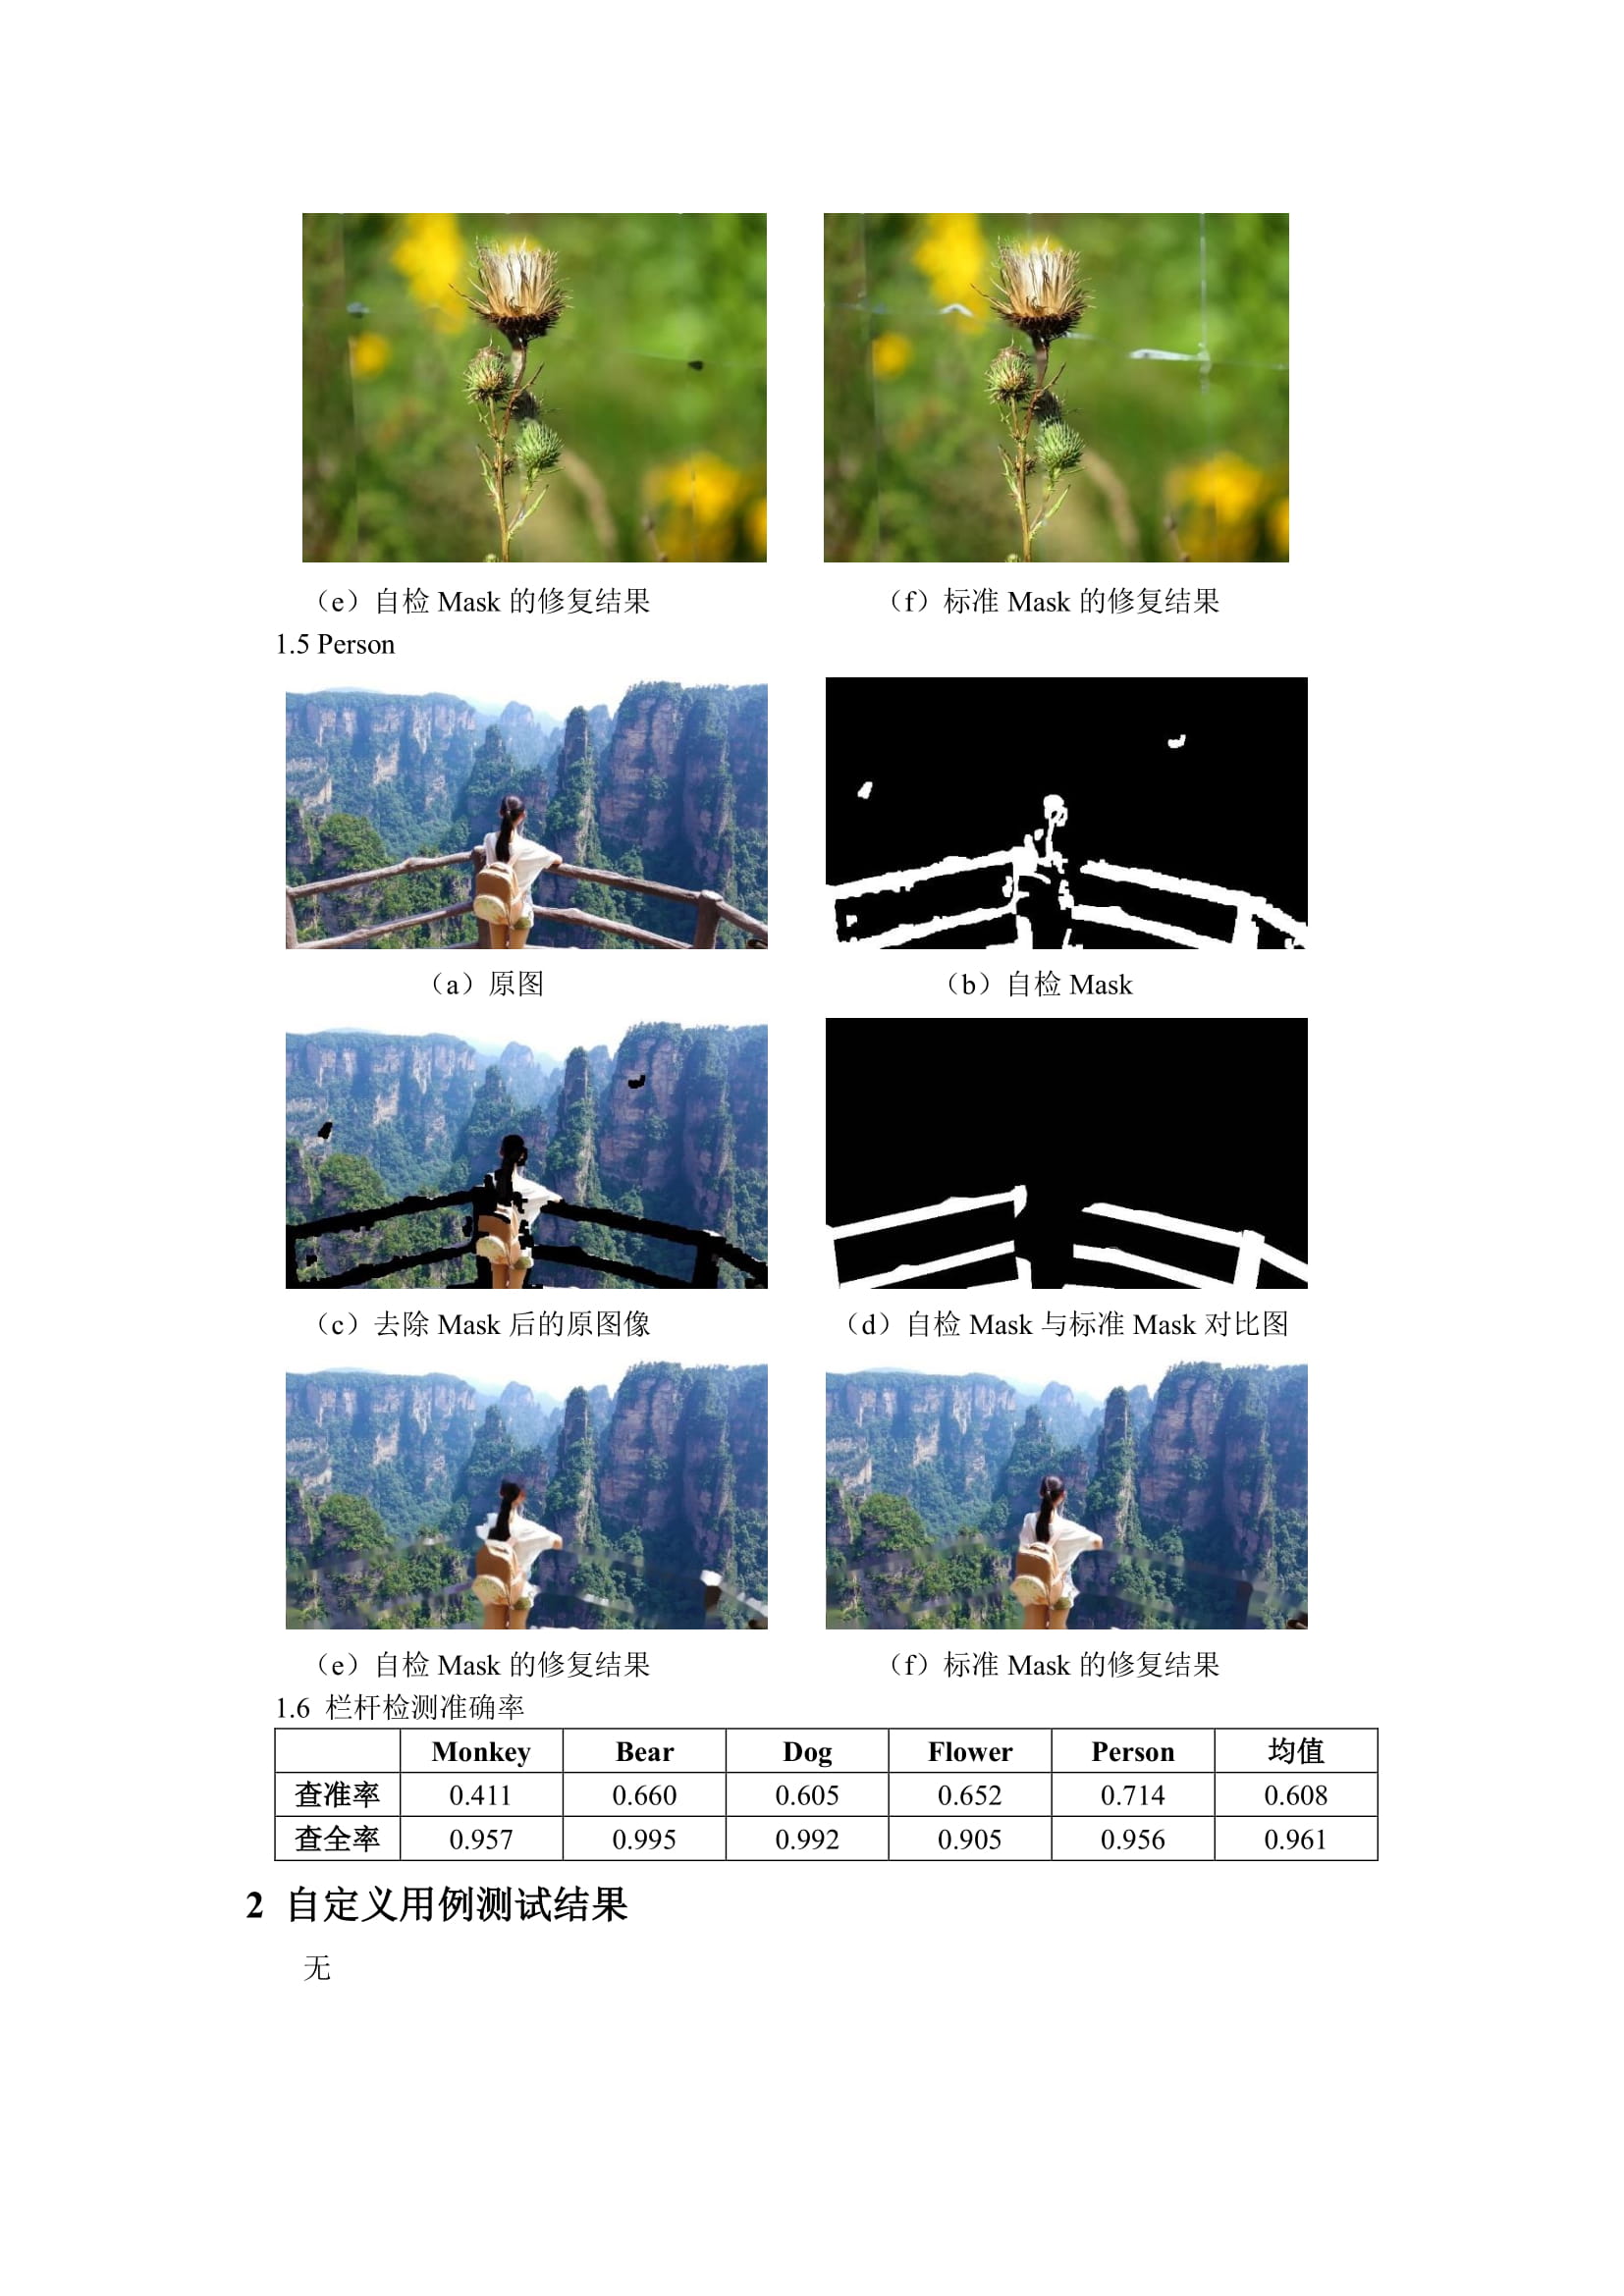 （e）自检 Mask 的修复结果
（f）标准 Mask 的修复结果
1.5 Person
（a）原图
（b）自检 Mask
（c）去除 Mask 后的原图像
（d）自检 Mask 与标准 Mask 对比图
（e）自检 Mask 的修复结果
（f）标准 Mask 的修复结果
1.6 栏杆检测准确率
Monkey Bear Dog Flower Person 均值
查准率 0.411 0.660 0.605 0.652 0.714 0.608
查全率 0.957 0.995 0.992 0.905 0.956 0.961
2 自定义用例测试结果
无